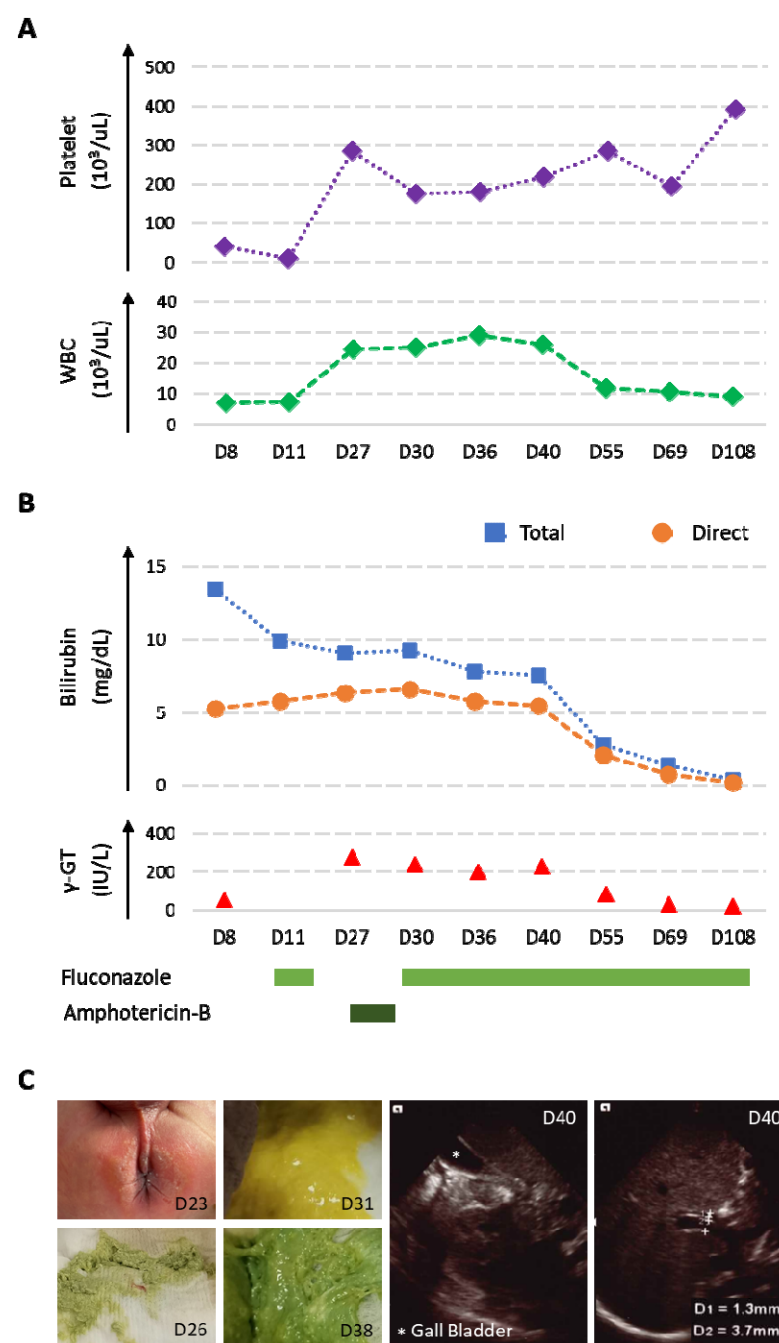 A
Platelet
(10³/uL)
500
400
300
200
100
0
WBC
(10³/uL)
40
30
20
10
0
D8 D11 D27 D30 D36 D40 D55 D69 D108
B
Total Direct
Bilirubin
(mg/dL)
15
10
5
0
γ-GT
(IU/L)
400
200
0
D8 D11 D27 D30 D36 D40 D55 D69 D108
Fluconazole
Amphotericin-B
C
D23
D31
D40
D40
*
D26
D38
* Gall Bladder
D1 = 1.3mm
D2 = 3.7mm